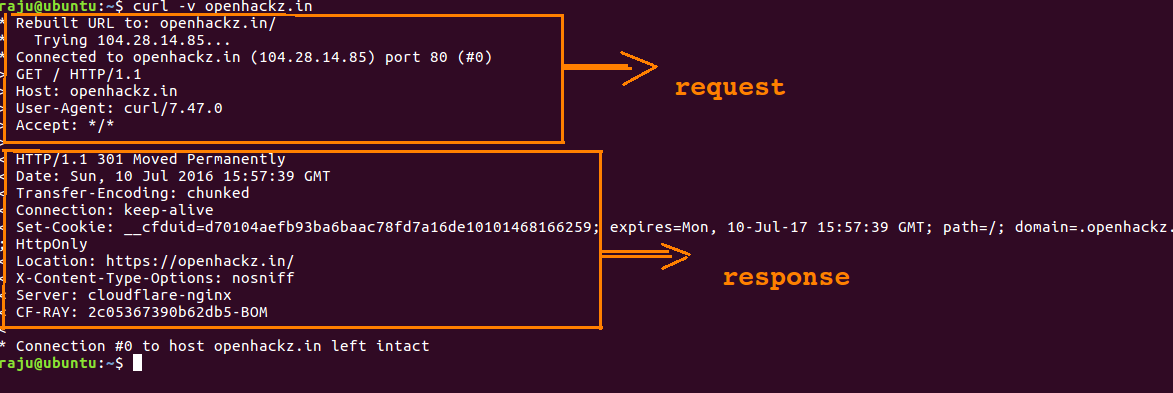 raju@ubuntu:~$ curl -v openhackz.in
* Rebuilt URL to: openhackz.in/
*   Trying 104.28.14.85...
* Connected to openhackz.in (104.28.14.85) port 80 (#0)
> GET / HTTP/1.1
request
> Host: openhackz.in
> User-Agent: curl/7.47.0
> Accept: */*
>
< HTTP/1.1 301 Moved Permanently
< Date: Sun, 10 Jul 2016 15:57:39 GMT
< Transfer-Encoding: chunked
< Connection: keep-alive
< Set-Cookie: __cfduid=d70104aefb93ba6baac78fd7a16de10101468166259; expires=Mon, 10-Jul-17 15:57:39 GMT; path=/; domain=.openhackz.
; HttpOnly
< Location: https://openhackz.in/
< X-Content-Type-Options: nosniff
response
< Server: cloudflare-nginx
< CF-RAY: 2c05367390b62db5-BOM
<
* Connection #0 to host openhackz.in left intact
raju@ubuntu:~$